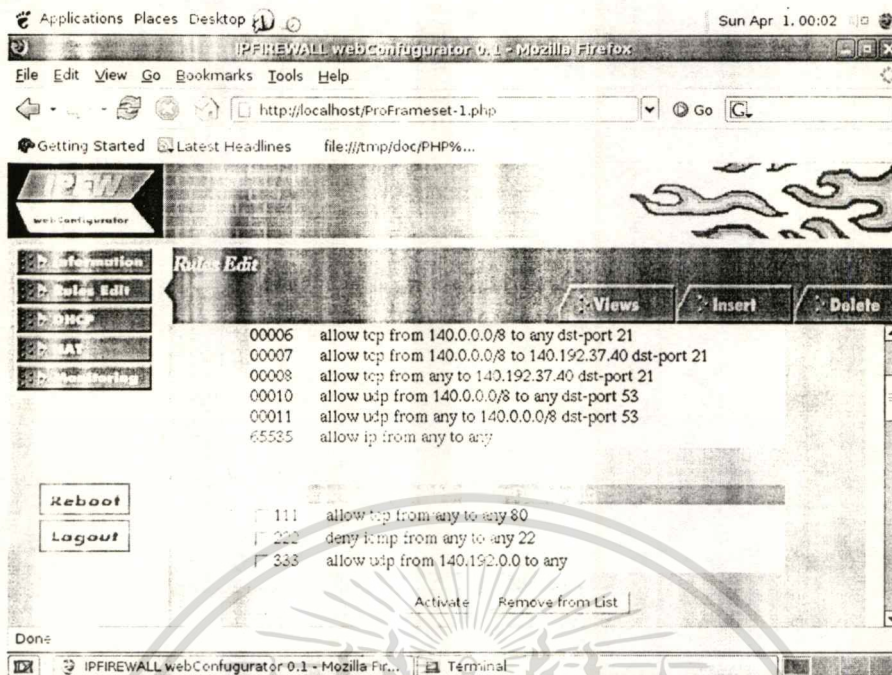 Applications Places Desktop
Sun Apr 1, 00:02
IPFIREWALL webConfugurator 0.1 - Mozilla Firefox
File Edit View Go Bookmarks Tools Help
http://localhost/ProFrameset-1.php
Go
Getting Started Latest Headlines file:///tmp/doc/PHP%...
IPFW
webConfigurator
Information
Rules Edit
Rules Edit
DHCP
Views Insert Delete
00006 allow tcp from 140.0.0.0/8 to any dst-port 21
00007 allow tcp from 140.0.0.0/8 to 140.192.37.40 dst-port 21
00008 allow tcp from any to 140.192.37.40 dst-port 21
00010 allow udp from 140.0.0.0/8 to any dst-port 53
00011 allow udp from any to 140.0.0.0/8 dst-port 53
65535 allow ip from any to any
Reboot
Logout
111 allow tcp from any to any 80
222 deny icmp from any to any 22
333 allow udp from 140.192.0.0 to any
Activate Remove from List
Done
IPFIREWALL webConfugurator 0.1 - Mozilla Fir...
Terminal